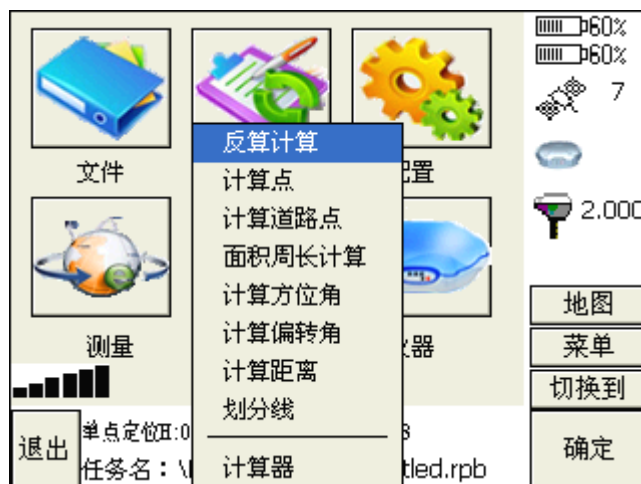 60%
60%
7
2.000
文件
配置
反算计算
计算点
计算道路点
面积周长计算
计算方位角
计算偏转角
计算距离
划分线
计算器
测量
器
地图
菜单
切换到
确定
退出
单点定位H:0
任务名：\
tled.rpb